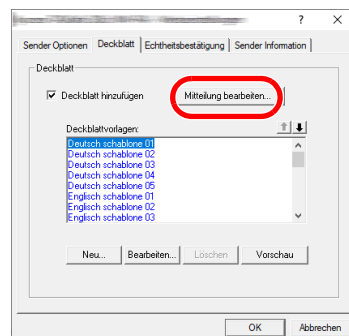 Sender Optionen
Deckblatt
Echtheitsbestätigung
Sender Information
Deckblatt
Deckblatt hinzufügen
Mitteilung bearbeiten...
Deckblattvorlagen:
Deutsch schablone 01
Deutsch schablone 02
Deutsch schablone 03
Deutsch schablone 04
Deutsch schablone 05
Englisch schablone 01
Englisch schablone 02
Englisch schablone 03
Neu...
Bearbeiten...
Löschen
Vorschau
OK
Abbrechen